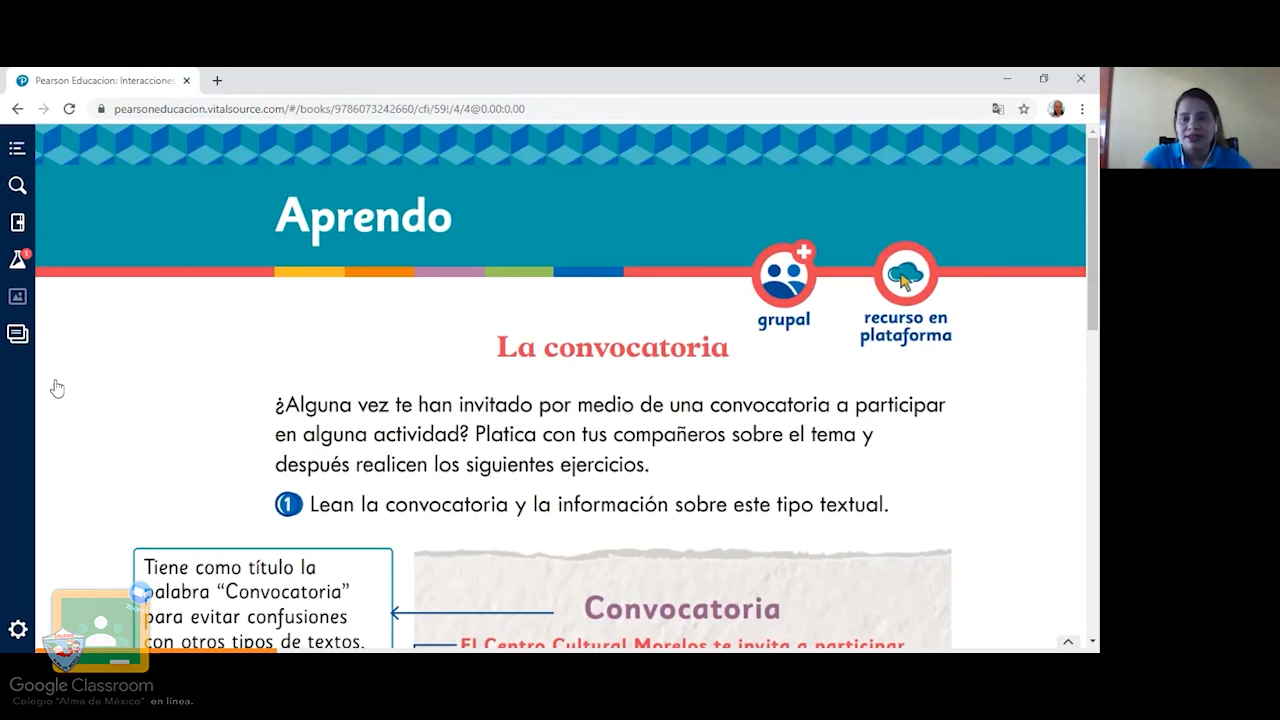 Pearson Educacion: Interacciones
pearsoneducacion.vitalsource.com/#/books/9786073242660/cfi/59!/4/4@0.00:0.00
Aprendo
grupal
recurso en
plataforma
La convocatoria
¿Alguna vez te han invitado por medio de una convocatoria a participar
en alguna actividad? Platica con tus compañeros sobre el tema y
después realicen los siguientes ejercicios.
1 Lean la convocatoria y la información sobre este tipo textual.
Tiene como título la
palabra “Convocatoria”
para evitar confusiones
con otros tipos de textos.
Convocatoria
El Centro Cultural Morelos te invita a participar
Google Classroom
Colegio "Alma de México" en línea.